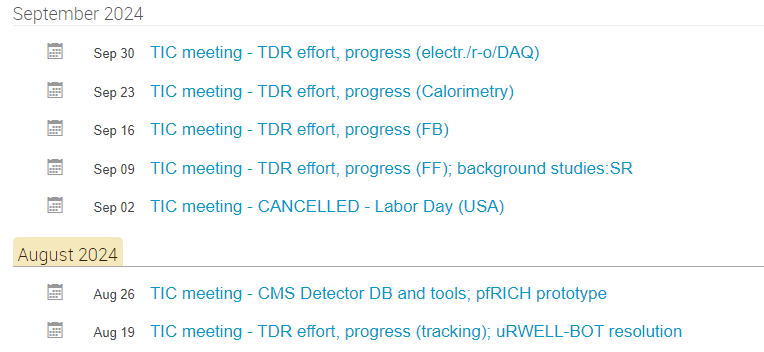 September 2024
Sep 30 TIC meeting - TDR effort, progress (electr./r-o/DAQ)
Sep 23 TIC meeting - TDR effort, progress (Calorimetry)
Sep 16 TIC meeting - TDR effort, progress (FB)
Sep 09 TIC meeting - TDR effort, progress (FF); background studies:SR
Sep 02 TIC meeting - CANCELLED - Labor Day (USA)
August 2024
Aug 26 TIC meeting - CMS Detector DB and tools; pfRICH prototype
Aug 19 TIC meeting - TDR effort, progress (tracking); uRWELL-BOT resolution